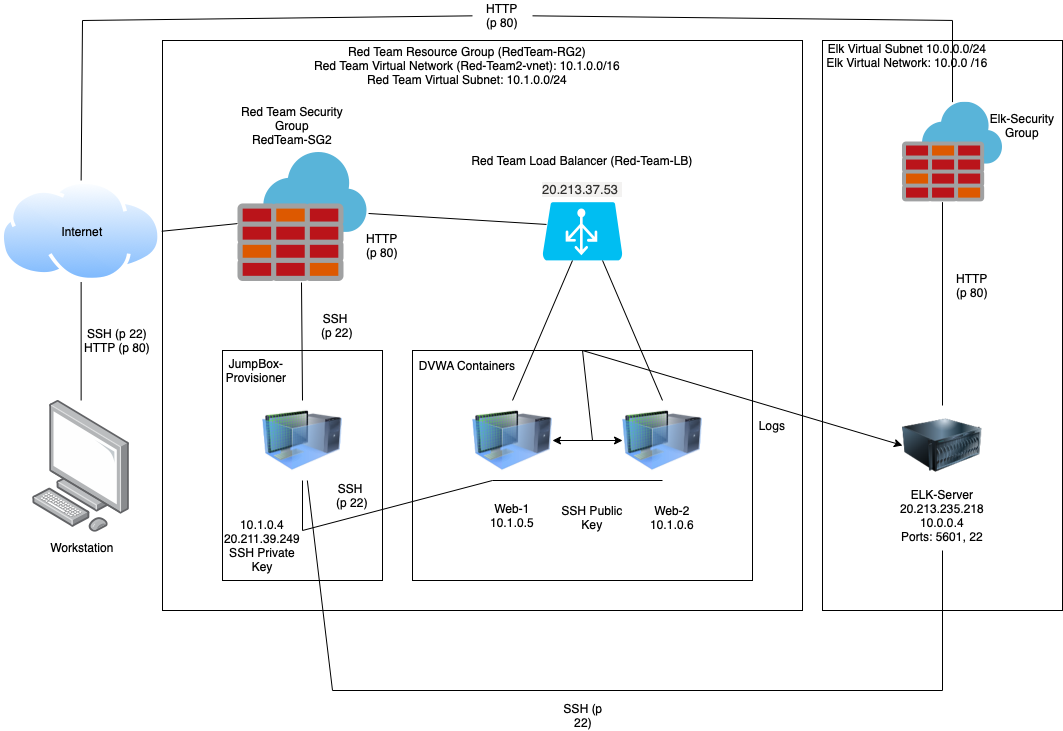 HTTP
(p 80)
Red Team Resource Group (RedTeam-RG2)
Red Team Virtual Network (Red-Team2-vnet): 10.1.0.0/16
Red Team Virtual Subnet: 10.1.0.0/24
Elk Virtual Subnet 10.0.0.0/24
Elk Virtual Network: 10.0.0 /16
Red Team Security
Group
RedTeam-SG2
Elk-Security
Group
Red Team Load Balancer (Red-Team-LB)
20.213.37.53
Internet
HTTP
(p 80)
HTTP
(p 80)
SSH (p 22)
HTTP (p 80)
SSH
(p 22)
JumpBox-
Provisioner
DVWA Containers
Logs
SSH
(p 22)
10.1.0.4
20.211.39.249
SSH Private
Key
Web-1
10.1.0.5
SSH Public
Key
Web-2
10.1.0.6
ELK-Server
20.213.235.218
10.0.0.4
Ports: 5601, 22
Workstation
SSH (p
22)